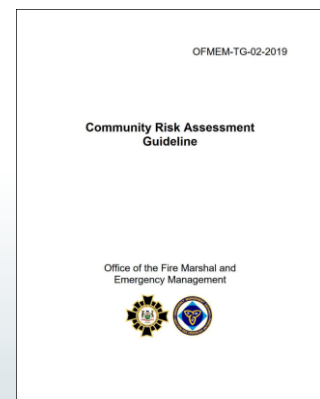 OFMEM-TG-02-2019
Community Risk Assessment
Guideline
Office of the Fire Marshal and
Emergency Management